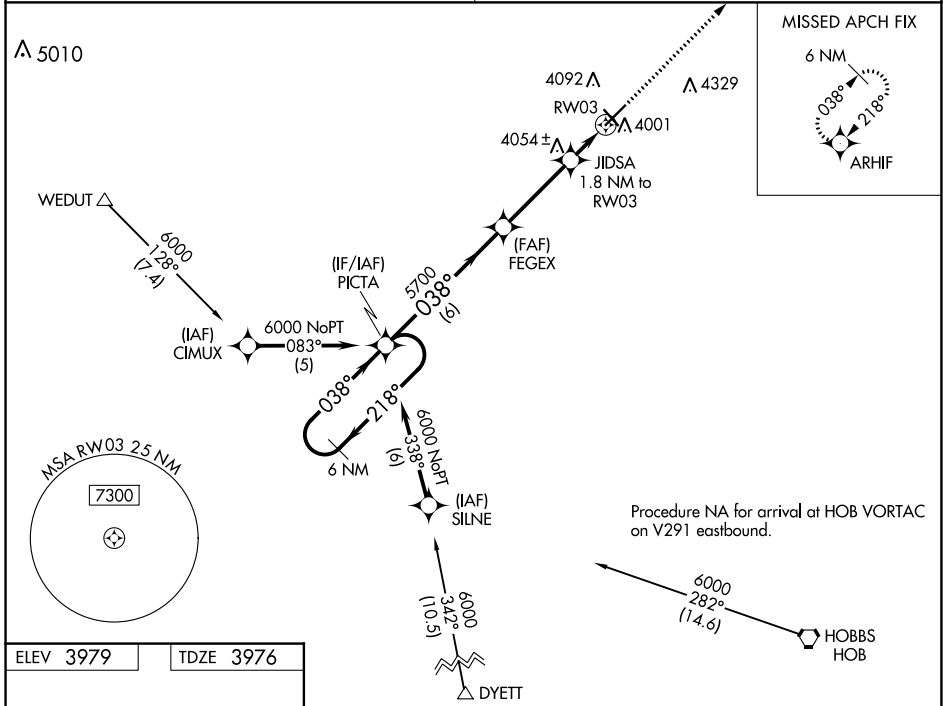 5010
MISSED APCH FIX
6 NM
038°
218°
ARHIF
4092
4329
RW03
4001
4054 ±
JIDSA
1.8 NM to
RW03
WEDUT
6000
128°
(7.4)
(FAF)
FEGEX
(IF/IAF)
PICTA
5700
038°
(6)
(IAF)
CIMUX
6000 NoPT
083°
(5)
038°
218°
6 NM
6000 NoPT
338°
(6)
(IAF)
SILNE
MSA RW03 25 NM
7300
Procedure NA for arrival at HOB VORTAC
on V291 eastbound.
6000
282°
(14.6)
HOBBS
HOB
6000
342°
(10.5)
DYETT
ELEV 3979
TDZE 3976